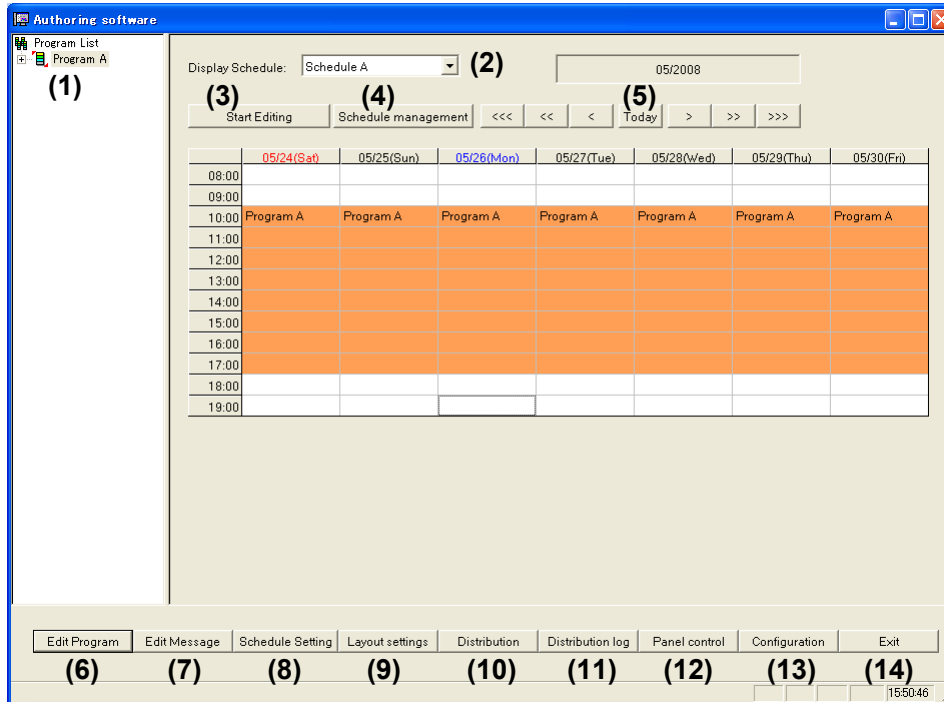 Authoring software
Program List
Program A
(1)
Display Schedule: Schedule A (2) 05/2008
(3) (4) (5)
Start Editing Schedule management <<< << < Today > >> >>>
05/24(Sat) 05/25(Sun) 05/26(Mon) 05/27(Tue) 05/28(Wed) 05/29(Thu) 05/30(Fri)
08:00
09:00
10:00 Program A Program A Program A Program A Program A Program A Program A
11:00
12:00
13:00
14:00
15:00
16:00
17:00
18:00
19:00
Edit Program Edit Message Schedule Setting Layout settings Distribution Distribution log Panel control Configuration Exit
(6) (7) (8) (9) (10) (11) (12) (13) (14)
15:50:46